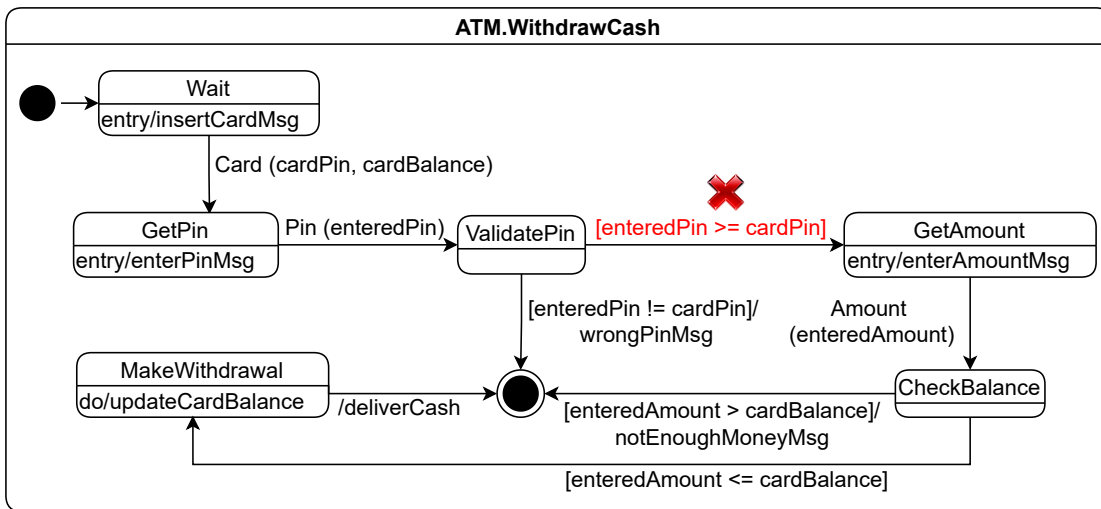 ATM.WithdrawCash
Wait
entry/insertCardMsg
Card (cardPin, cardBalance)
GetPin
entry/enterPinMsg
Pin (enteredPin)
ValidatePin
[enteredPin >= cardPin]
GetAmount
entry/enterAmountMsg
[enteredPin != cardPin]/
wrongPinMsg
Amount
(enteredAmount)
MakeWithdrawal
do/updateCardBalance
/deliverCash
CheckBalance
[enteredAmount > cardBalance]/
notEnoughMoneyMsg
[enteredAmount <= cardBalance]